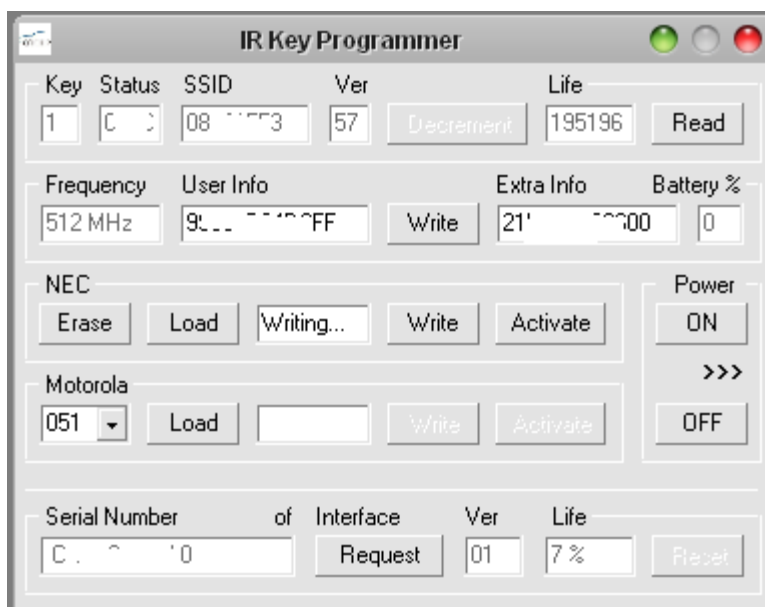 IR Key Programmer
Key Status SSID Ver Life
1 57 Decrement 195196 Read
Frequency User Info Extra Info Battery %
512 MHz Write 0
NEC Power
Erase Load Writing... Write Activate ON
>>>
Motorola
051 Load Write Activate OFF
Serial Number of Interface Ver Life
Request 01 7 % Reset